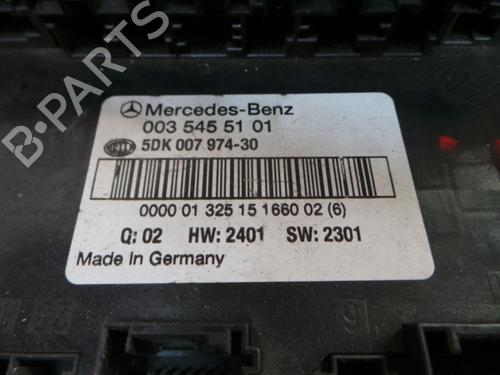 B-PARTS
Mercedes-Benz
003 545 51 01
5DK 007 974-30
0000 01 325 15 1660 02 (6)
Q: 02 HW: 2401 SW: 2301
Made in Germany